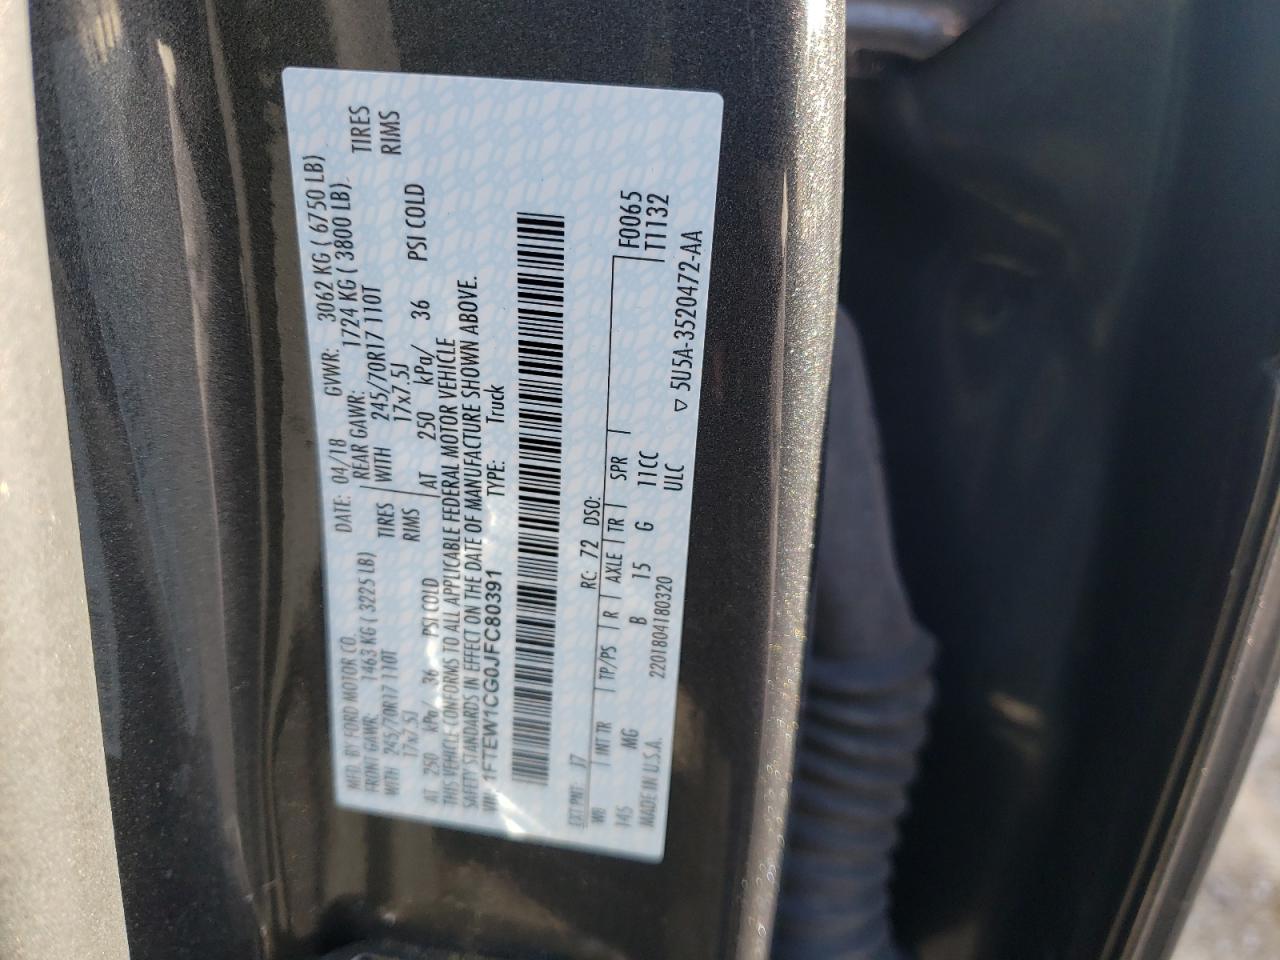 MFD. BY FORD MOTOR CO. DATE: 04/18 GVWR: 3062 KG ( 6750 LB)
FRONT GAWR: 1463 KG ( 3225 LB) REAR GAWR: 1724 KG ( 3800 LB).
WITH 245/70R17 110T TIRES WITH 245/70R17 110T TIRES
17x7.5J RIMS 17x7.5J RIMS
AT 250 kPa/ 36 PSI COLD AT 250 kPa/ 36 PSI COLD
THIS VEHICLE CONFORMS TO ALL APPLICABLE FEDERAL MOTOR VEHICLE
SAFETY STANDARDS IN EFFECT ON THE DATE OF MANUFACTURE SHOWN ABOVE.
VIN: 1FTEW1CG0JFC80391 TYPE: Truck
EXT PNT: J7 RC: 72 DSO:
WB INT TR TP/PS R AXLE TR SPR F0065
145 MG B 15 G 11CC T1132
MADE IN U.S.A. 2201804180320 ULC
▽ 5U5A-3520472-AA